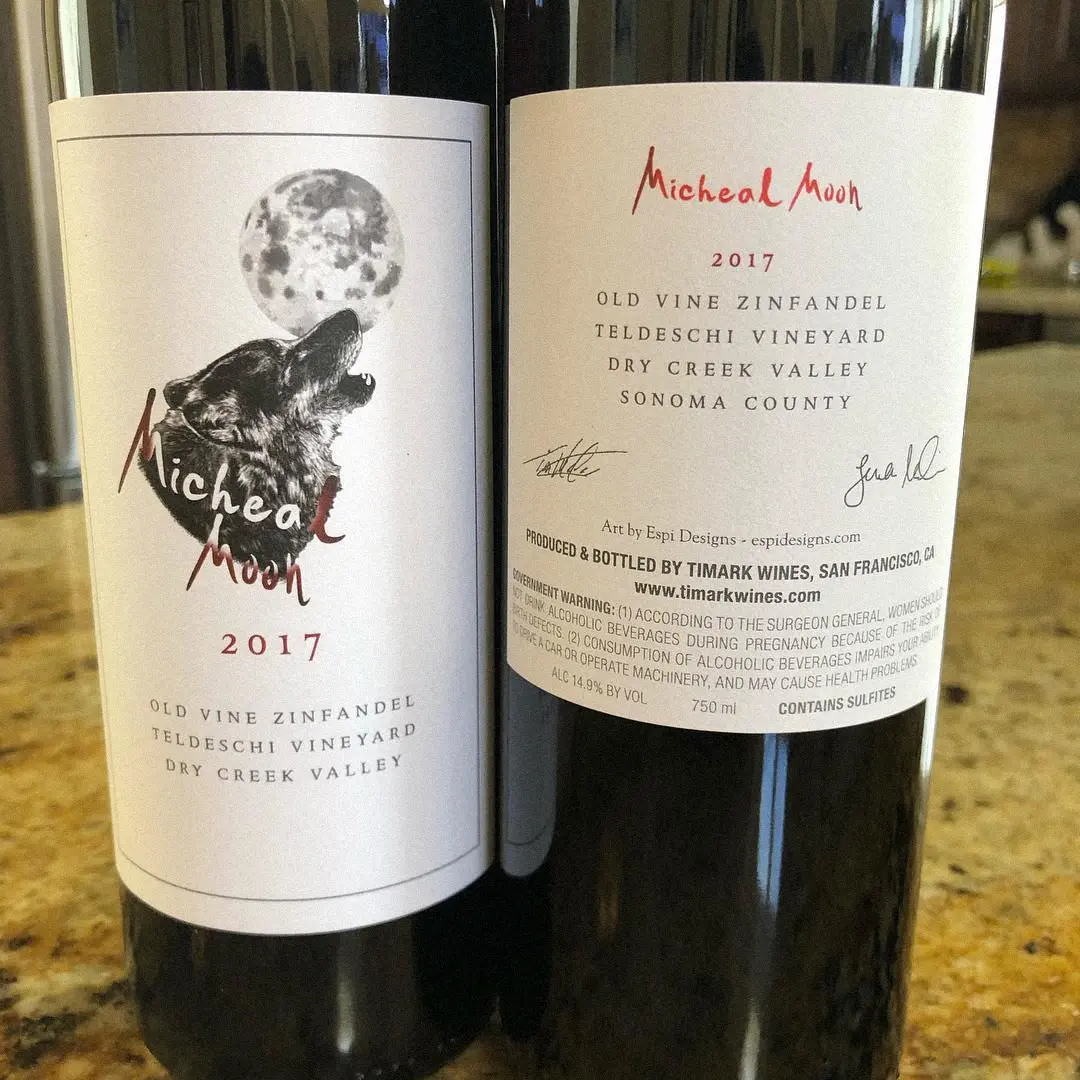 Micheal
Moon
2017
OLD VINE ZINFANDEL
TELDESCHI VINEYARD
DRY CREEK VALLEY
Micheal Moon
2017
OLD VINE ZINFANDEL
TELDESCHI VINEYARD
DRY CREEK VALLEY
SONOMA COUNTY
Art by Espi Designs - espidesigns.com
PRODUCED & BOTTLED BY TIMARK WINES, SAN FRANCISCO, CA
www.timarkwines.com
GOVERNMENT WARNING: (1) ACCORDING TO THE SURGEON GENERAL, WOMEN SHOULD
NOT DRINK ALCOHOLIC BEVERAGES DURING PREGNANCY BECAUSE OF THE RISK OF
BIRTH DEFECTS. (2) CONSUMPTION OF ALCOHOLIC BEVERAGES IMPAIRS YOUR ABILITY
TO DRIVE A CAR OR OPERATE MACHINERY, AND MAY CAUSE HEALTH PROBLEMS.
ALC 14.9% BY VOL 750 ml CONTAINS SULFITES